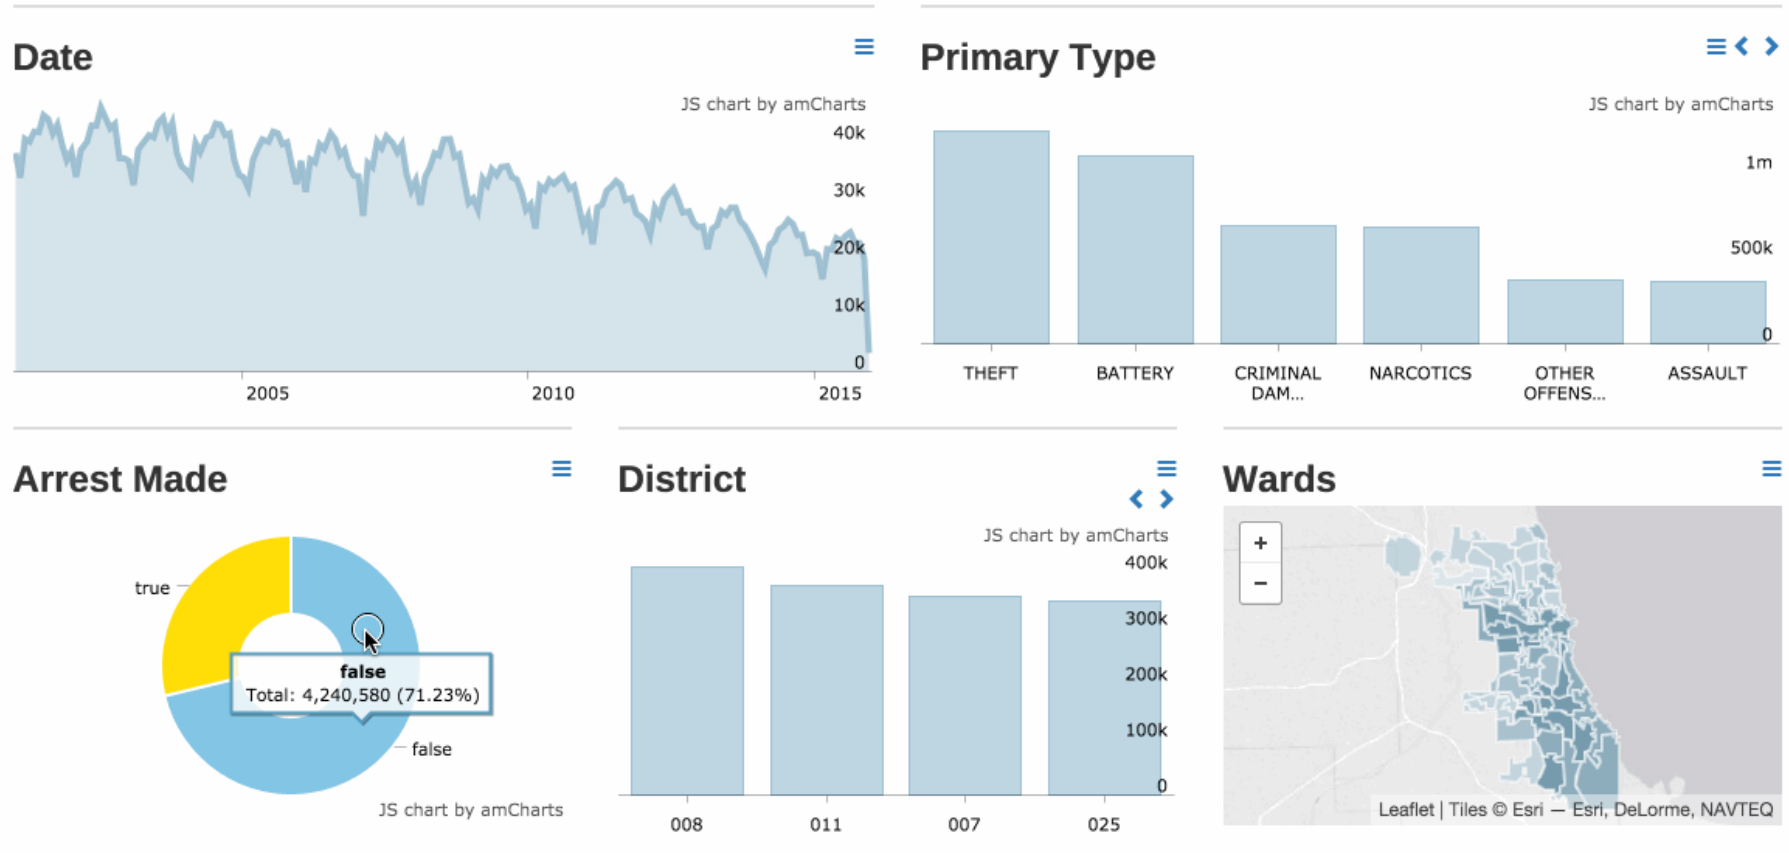 Date
JS chart by amCharts
40k
30k
20k
10k
0
2005 2010 2015
Primary Type
JS chart by amCharts
1m
500k
0
THEFT BATTERY CRIMINAL DAM... NARCOTICS OTHER OFFENS... ASSAULT
Arrest Made
true
false
Total: 4,240,580 (71.23%)
false
JS chart by amCharts
District
JS chart by amCharts
400k
300k
200k
100k
0
008 011 007 025
Wards
+
−
Leaflet | Tiles © Esri — Esri, DeLorme, NAVTEQ